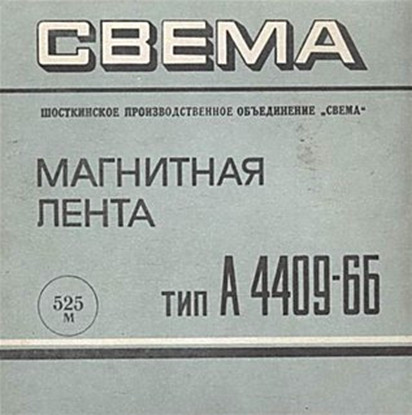 СВЕМА
ШОСТКИНСКОЕ ПРОИЗВОДСТВЕННОЕ ОБЪЕДИНЕНИЕ „СВЕМА"
МАГНИТНАЯ
ЛЕНТА
525
М
ТИП А 4409-6Б